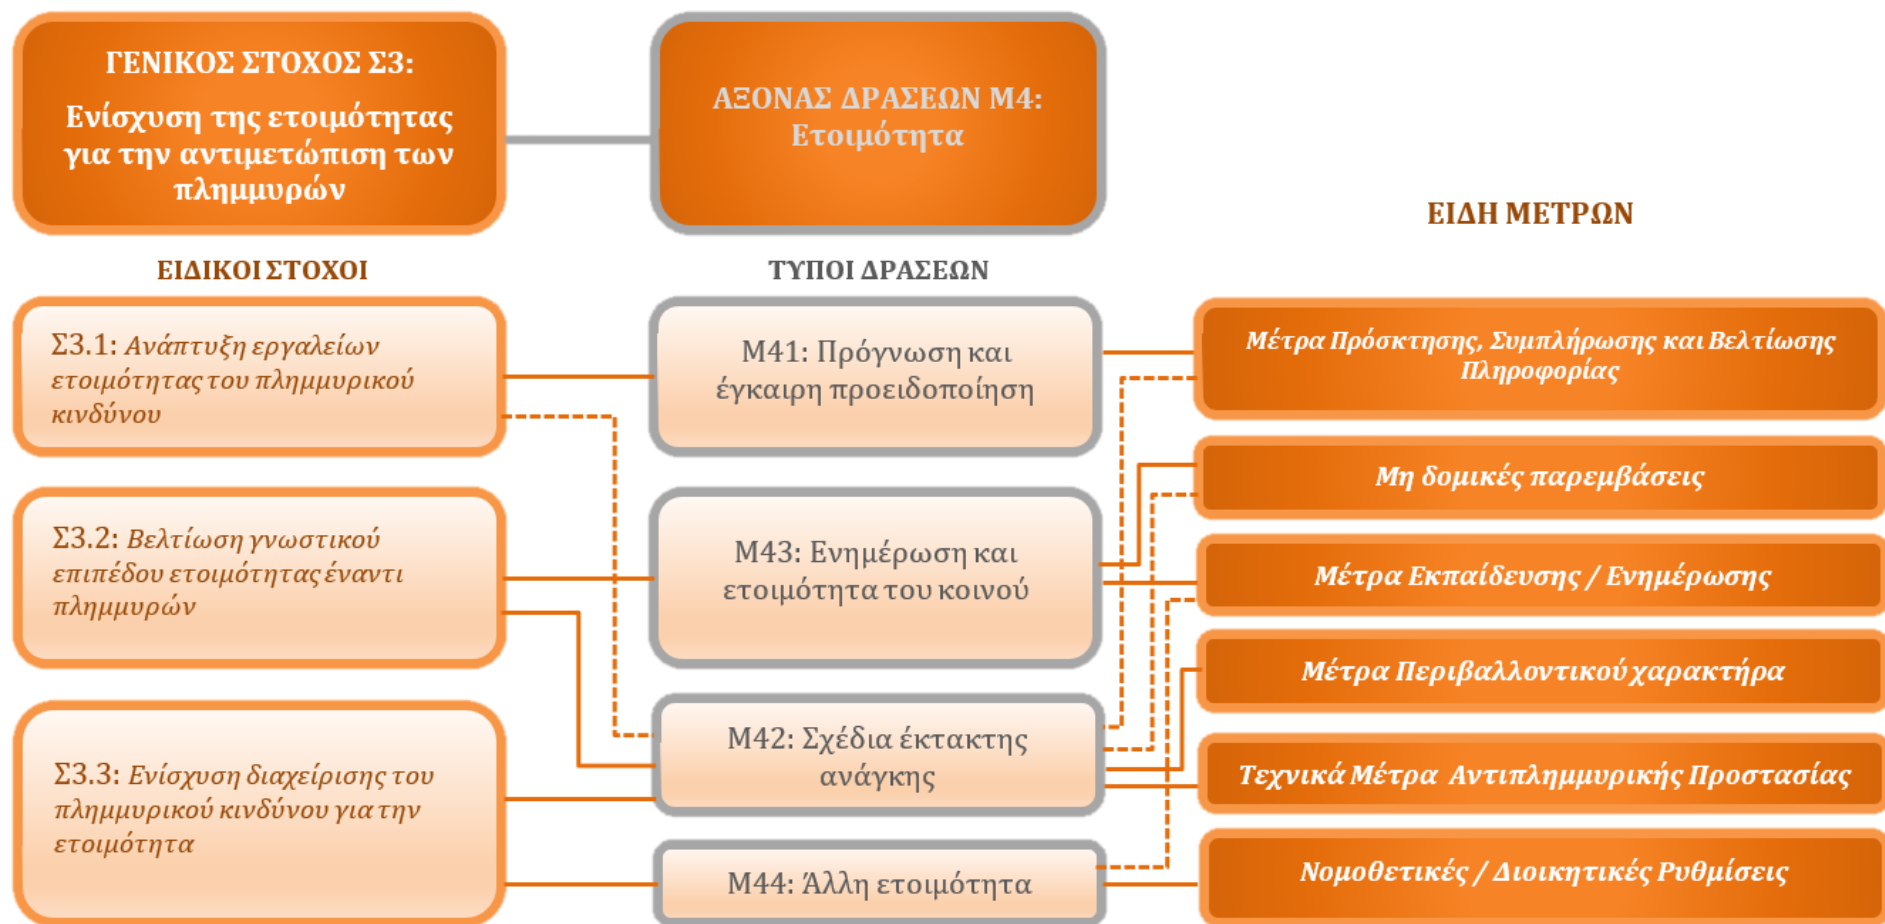 ΓΕΝΙΚΟΣ ΣΤΟΧΟΣ Σ3:
Ενίσχυση της ετοιμότητας
για την αντιμετώπιση των
πλημμυρών
ΑΞΟΝΑΣ ΔΡΑΣΕΩΝ Μ4:
Ετοιμότητα
ΕΙΔΗ ΜΕΤΡΩΝ
ΕΙΔΙΚΟΙ ΣΤΟΧΟΙ
ΤΥΠΟΙ ΔΡΑΣΕΩΝ
Σ3.1: Ανάπτυξη εργαλείων
ετοιμότητας του πλημμυρικού
κινδύνου
Σ3.2: Βελτίωση γνωστικού
επιπέδου ετοιμότητας έναντι
πλημμυρών
Σ3.3: Ενίσχυση διαχείρισης του
πλημμυρικού κινδύνου για την
ετοιμότητα
Μ41: Πρόγνωση και
έγκαιρη προειδοποίηση
Μ43: Ενημέρωση και
ετοιμότητα του κοινού
Μ42: Σχέδια έκτακτης
ανάγκης
Μ44: Άλλη ετοιμότητα
Μέτρα Πρόσκτησης, Συμπλήρωσης και Βελτίωσης
Πληροφορίας
Μη δομικές παρεμβάσεις
Μέτρα Εκπαίδευσης / Ενημέρωσης
Μέτρα Περιβαλλοντικού χαρακτήρα
Τεχνικά Μέτρα Αντιπλημμυρικής Προστασίας
Νομοθετικές / Διοικητικές Ρυθμίσεις